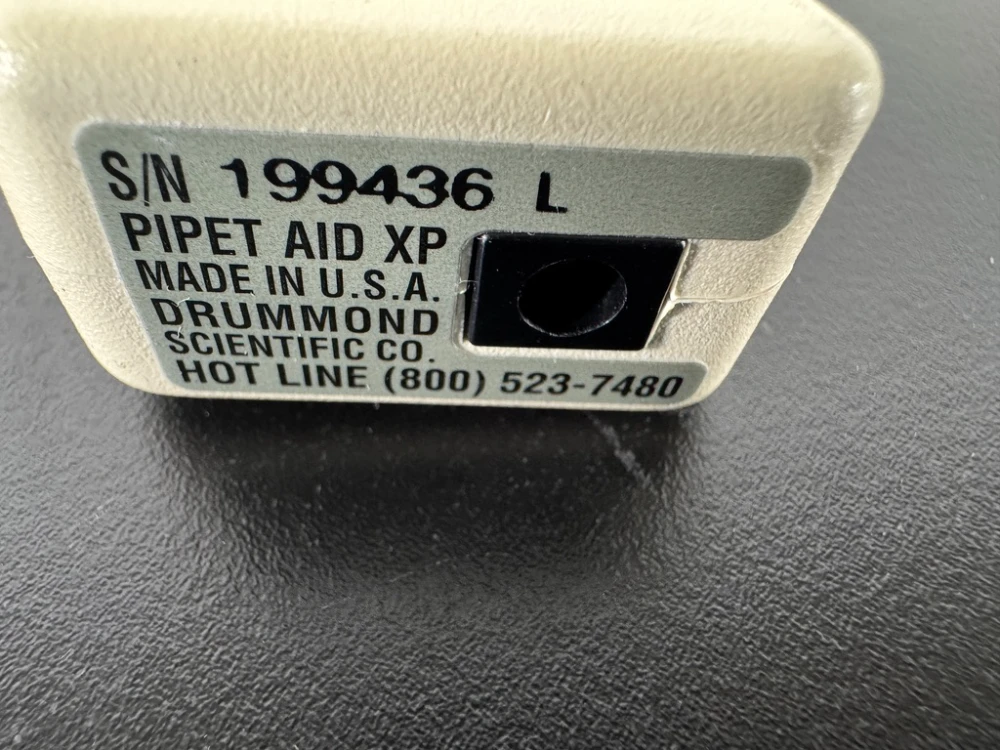 S/N 199436 L
PIPET AID XP
MADE IN U.S.A.
DRUMMOND
SCIENTIFIC CO.
HOT LINE (800) 523-7480